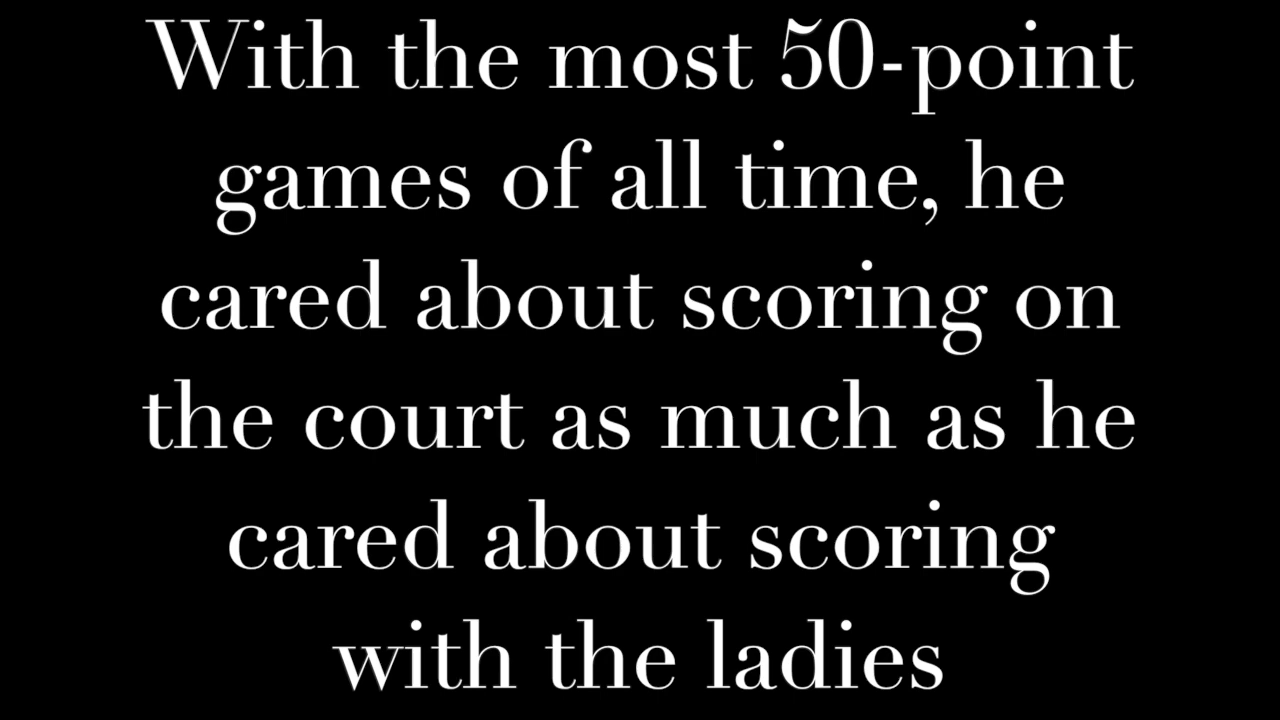 With the most 50-point
games of all time, he
cared about scoring on
the court as much as he
cared about scoring
with the ladies